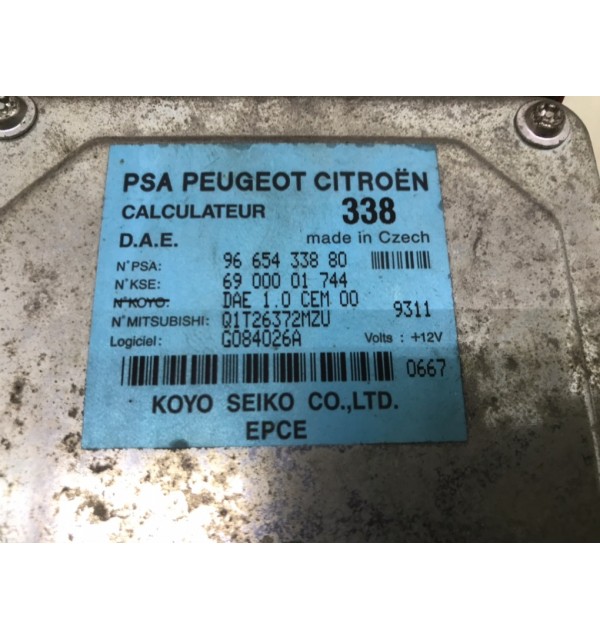 PSA PEUGEOT CITROËN
CALCULATEUR 338
D.A.E. made in Czech
N°PSA: 96 654 338 80
N°KSE: 69 000 01 744
N°KOYO: DAE 1.0 CEM 00 9311
N°MITSUBISHI: Q1T26372MZU
Logiciel: G084026A Volts : +12V
0667
KOYO SEIKO CO.,LTD.
EPCE